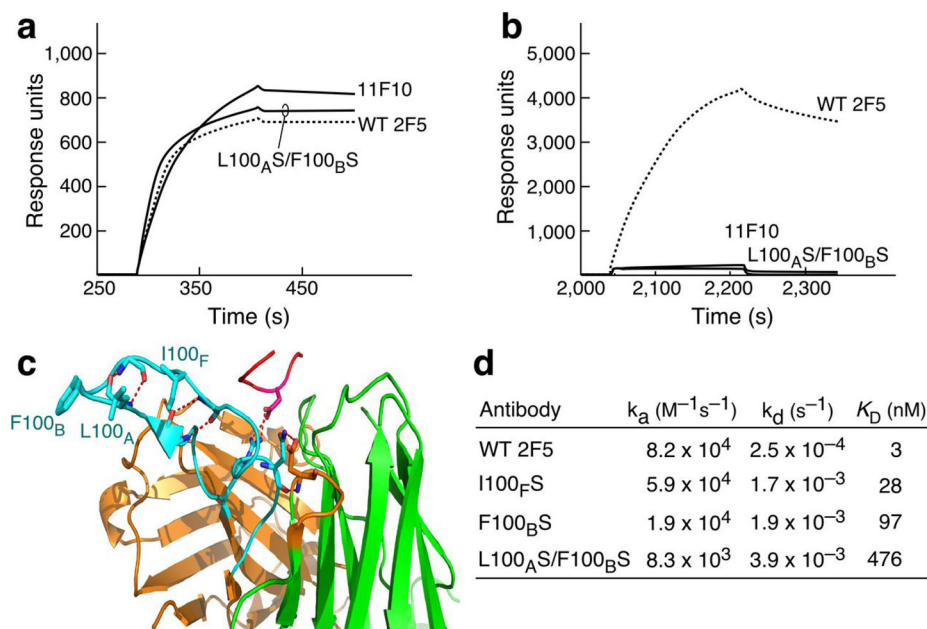 a
Response units
1,000
800
600
400
200
250
350
450
Time (s)
11F10
WT 2F5
L100AS/F100BS
b
Response units
5,000
4,000
3,000
2,000
1,000
2,000
2,100
2,200
2,300
Time (s)
WT 2F5
11F10
L100AS/F100BS
c
I100F
F100B
L100A
d
Antibody ka (M−1s−1) kd (s−1) KD (nM)
WT 2F5 8.2 x 104 2.5 x 10−4 3
I100FS 5.9 x 104 1.7 x 10−3 28
F100BS 1.9 x 104 1.9 x 10−3 97
L100AS/F100BS 8.3 x 103 3.9 x 10−3 476